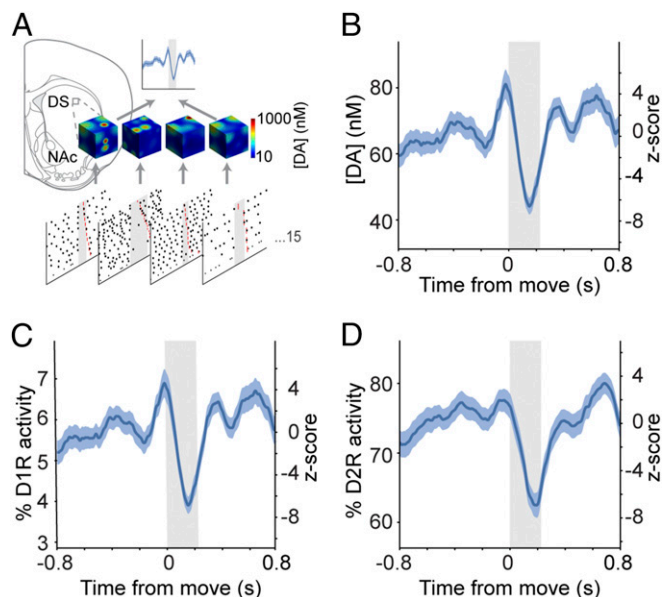 A
DS
NAc
1000
10
[DA] (nM)
...15
B
[DA] (nM)
80
60
40
4
0
-4
-8
z-score
-0.8
0
0.8
Time from move (s)
C
% D1R activity
7
6
5
4
3
4
0
-4
-8
z-score
-0.8
0
0.8
Time from move (s)
D
% D2R activity
80
70
60
4
0
-4
-8
z-score
-0.8
0
0.8
Time from move (s)